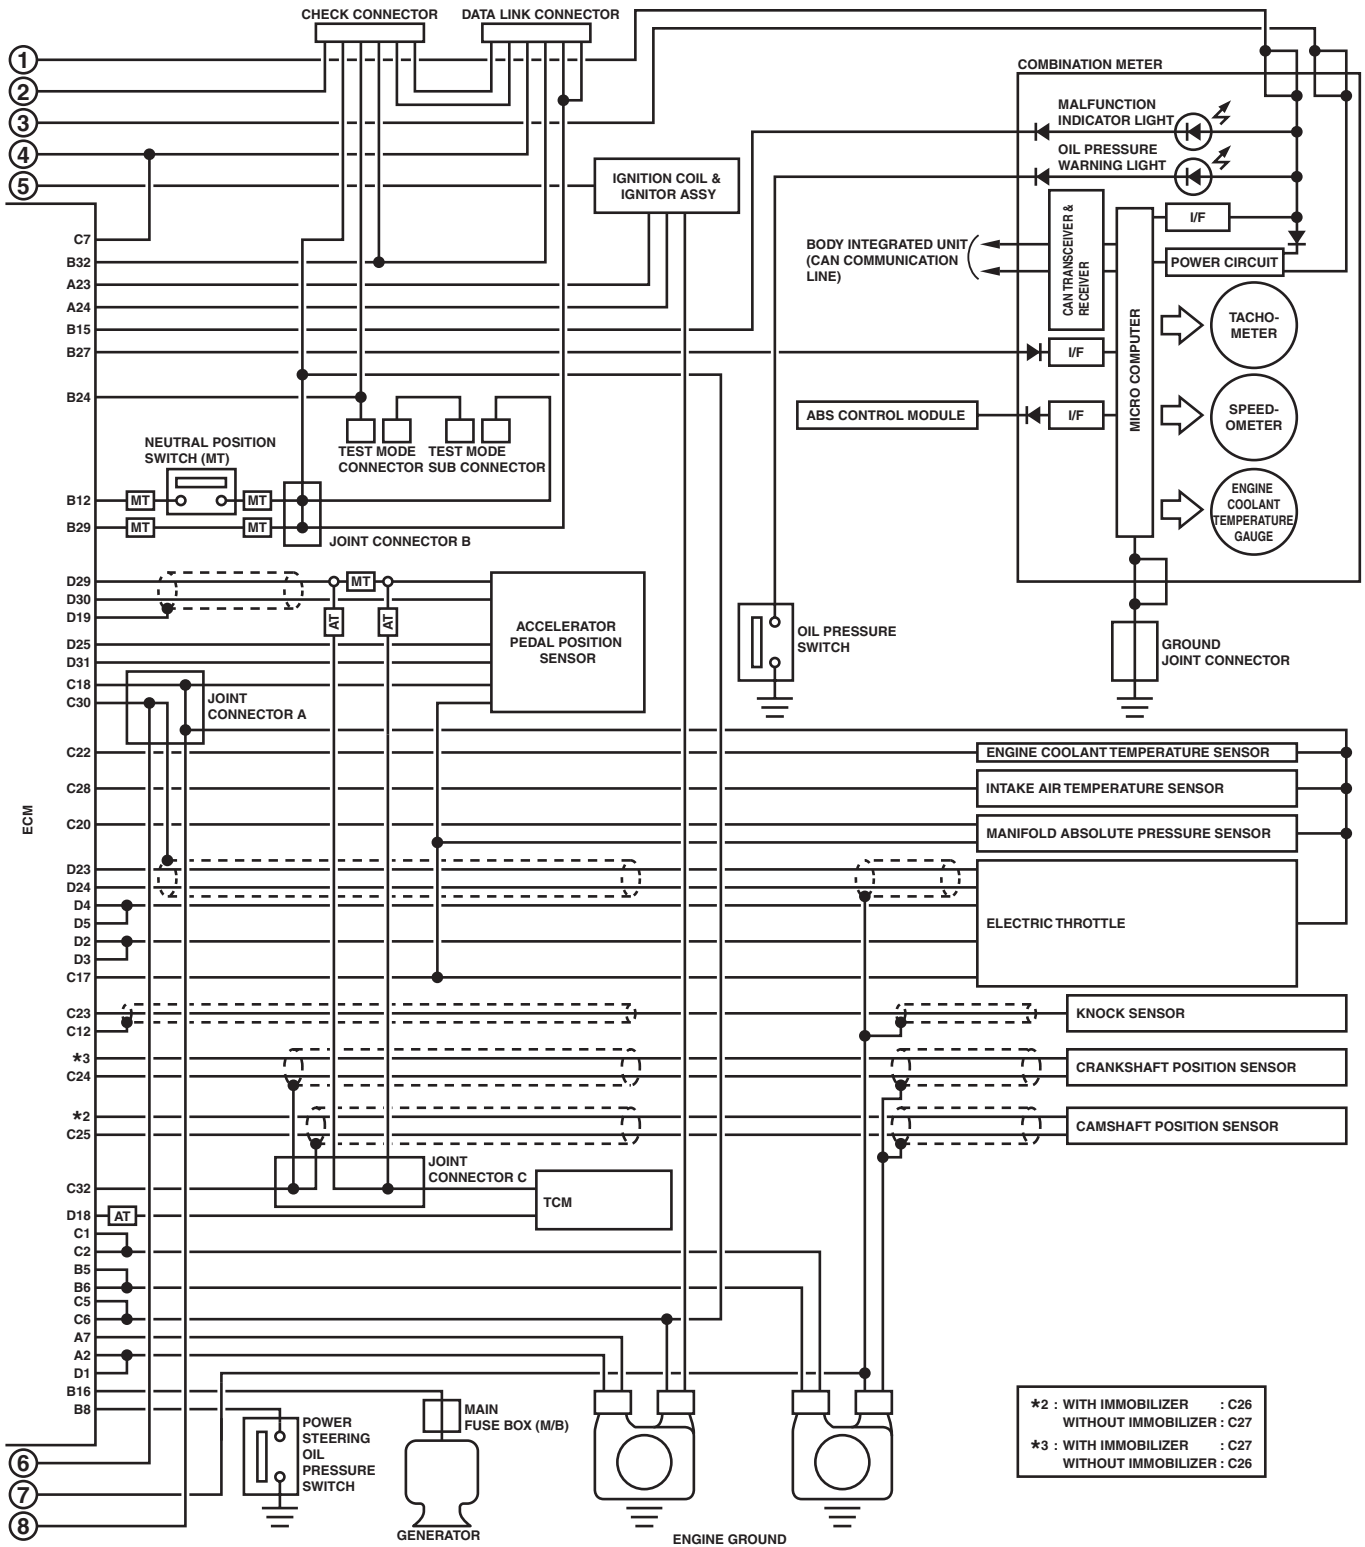 CHECK CONNECTOR
DATA LINK CONNECTOR
1
2
3
4
5
COMBINATION METER
MALFUNCTION
INDICATOR LIGHT
OIL PRESSURE
WARNING LIGHT
IGNITION COIL &
IGNITOR ASSY
I/F
POWER CIRCUIT
CAN TRANSCEIVER &
RECEIVER
BODY INTEGRATED UNIT
(CAN COMMUNICATION
LINE)
MICRO COMPUTER
TACHO-
METER
I/F
ABS CONTROL MODULE
I/F
SPEED-
OMETER
ENGINE
COOLANT
TEMPERATURE
GAUGE
C7
B32
A23
A24
B15
B27
B24
TEST MODE
CONNECTOR
TEST MODE
SUB CONNECTOR
NEUTRAL POSITION
SWITCH (MT)
B12
MT
MT
B29
MT
MT
JOINT CONNECTOR B
D29
MT
D30
D19
AT
AT
D25
D31
C18
C30
ACCELERATOR
PEDAL POSITION
SENSOR
JOINT
CONNECTOR A
OIL PRESSURE
SWITCH
GROUND
JOINT CONNECTOR
C22
ENGINE COOLANT TEMPERATURE SENSOR
C28
INTAKE AIR TEMPERATURE SENSOR
ECM
C20
MANIFOLD ABSOLUTE PRESSURE SENSOR
D23
D24
D4
D5
D2
D3
C17
ELECTRIC THROTTLE
C23
C12
KNOCK SENSOR
*3
C24
CRANKSHAFT POSITION SENSOR
*2
C25
CAMSHAFT POSITION SENSOR
JOINT
CONNECTOR C
C32
TCM
D18
AT
C1
C2
B5
B6
C5
C6
A7
A2
D1
B16
B8
POWER
STEERING
OIL
PRESSURE
SWITCH
MAIN
FUSE BOX (M/B)
GENERATOR
ENGINE GROUND
*2 : WITH IMMOBILIZER : C26
WITHOUT IMMOBILIZER : C27
*3 : WITH IMMOBILIZER : C27
WITHOUT IMMOBILIZER : C26
6
7
8